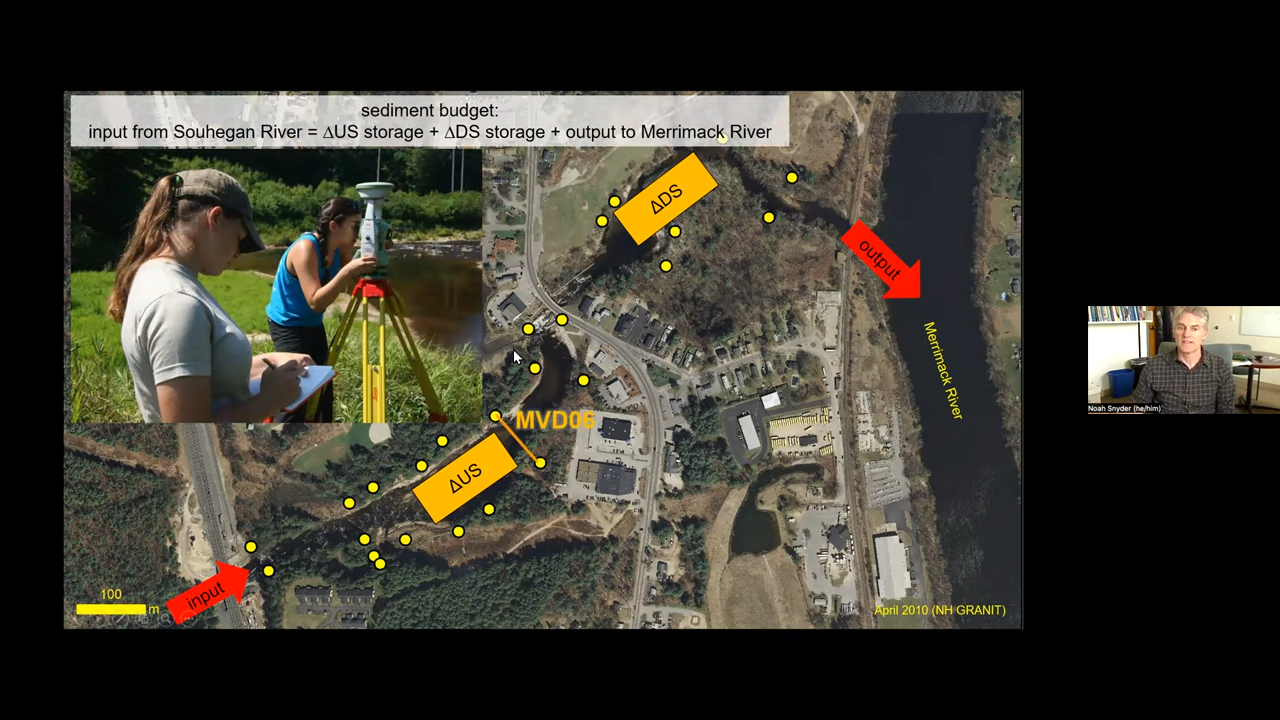 sediment budget:
input from Souhegan River = ΔUS storage + ΔDS storage + output to Merrimack River
ΔDS
output
Merrimack River
MVD06
ΔUS
input
100
m
April 2010 (NH GRANIT)
Noah Snyder (he/him)